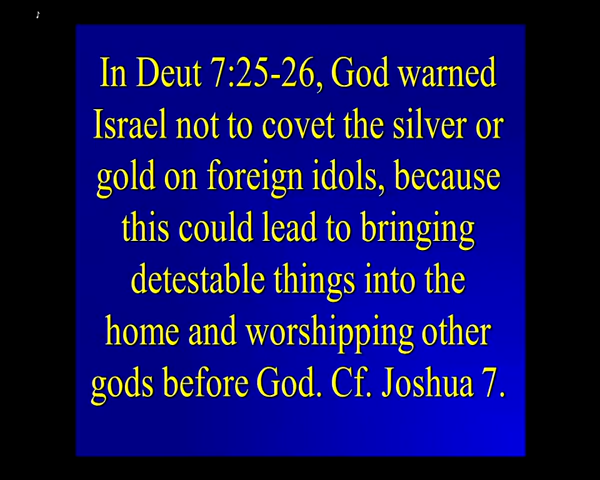 In Deut 7:25-26, God warned
Israel not to covet the silver or
gold on foreign idols, because
this could lead to bringing
detestable things into the
home and worshipping other
gods before God. Cf. Joshua 7.